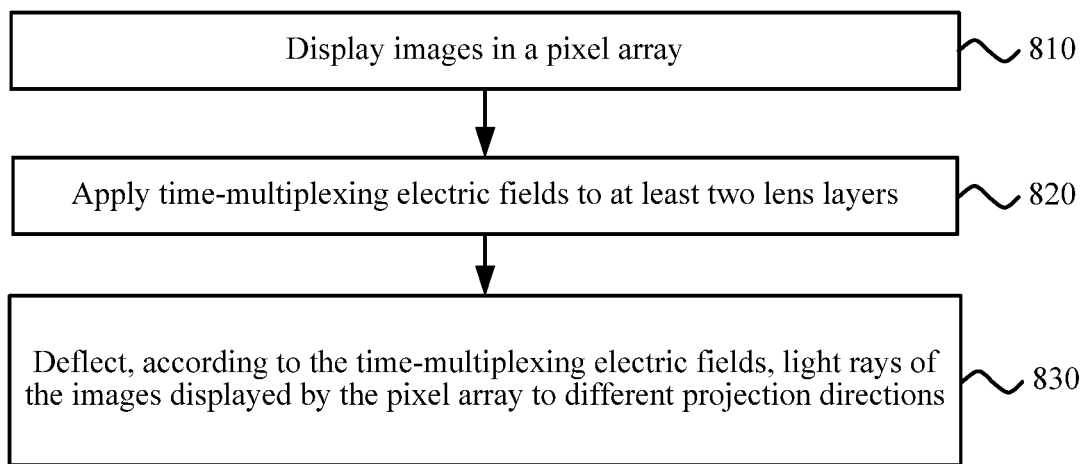 Display images in a pixel array
810
Apply time-multiplexing electric fields to at least two lens layers
820
Deflect, according to the time-multiplexing electric fields, light rays of
the images displayed by the pixel array to different projection directions
830